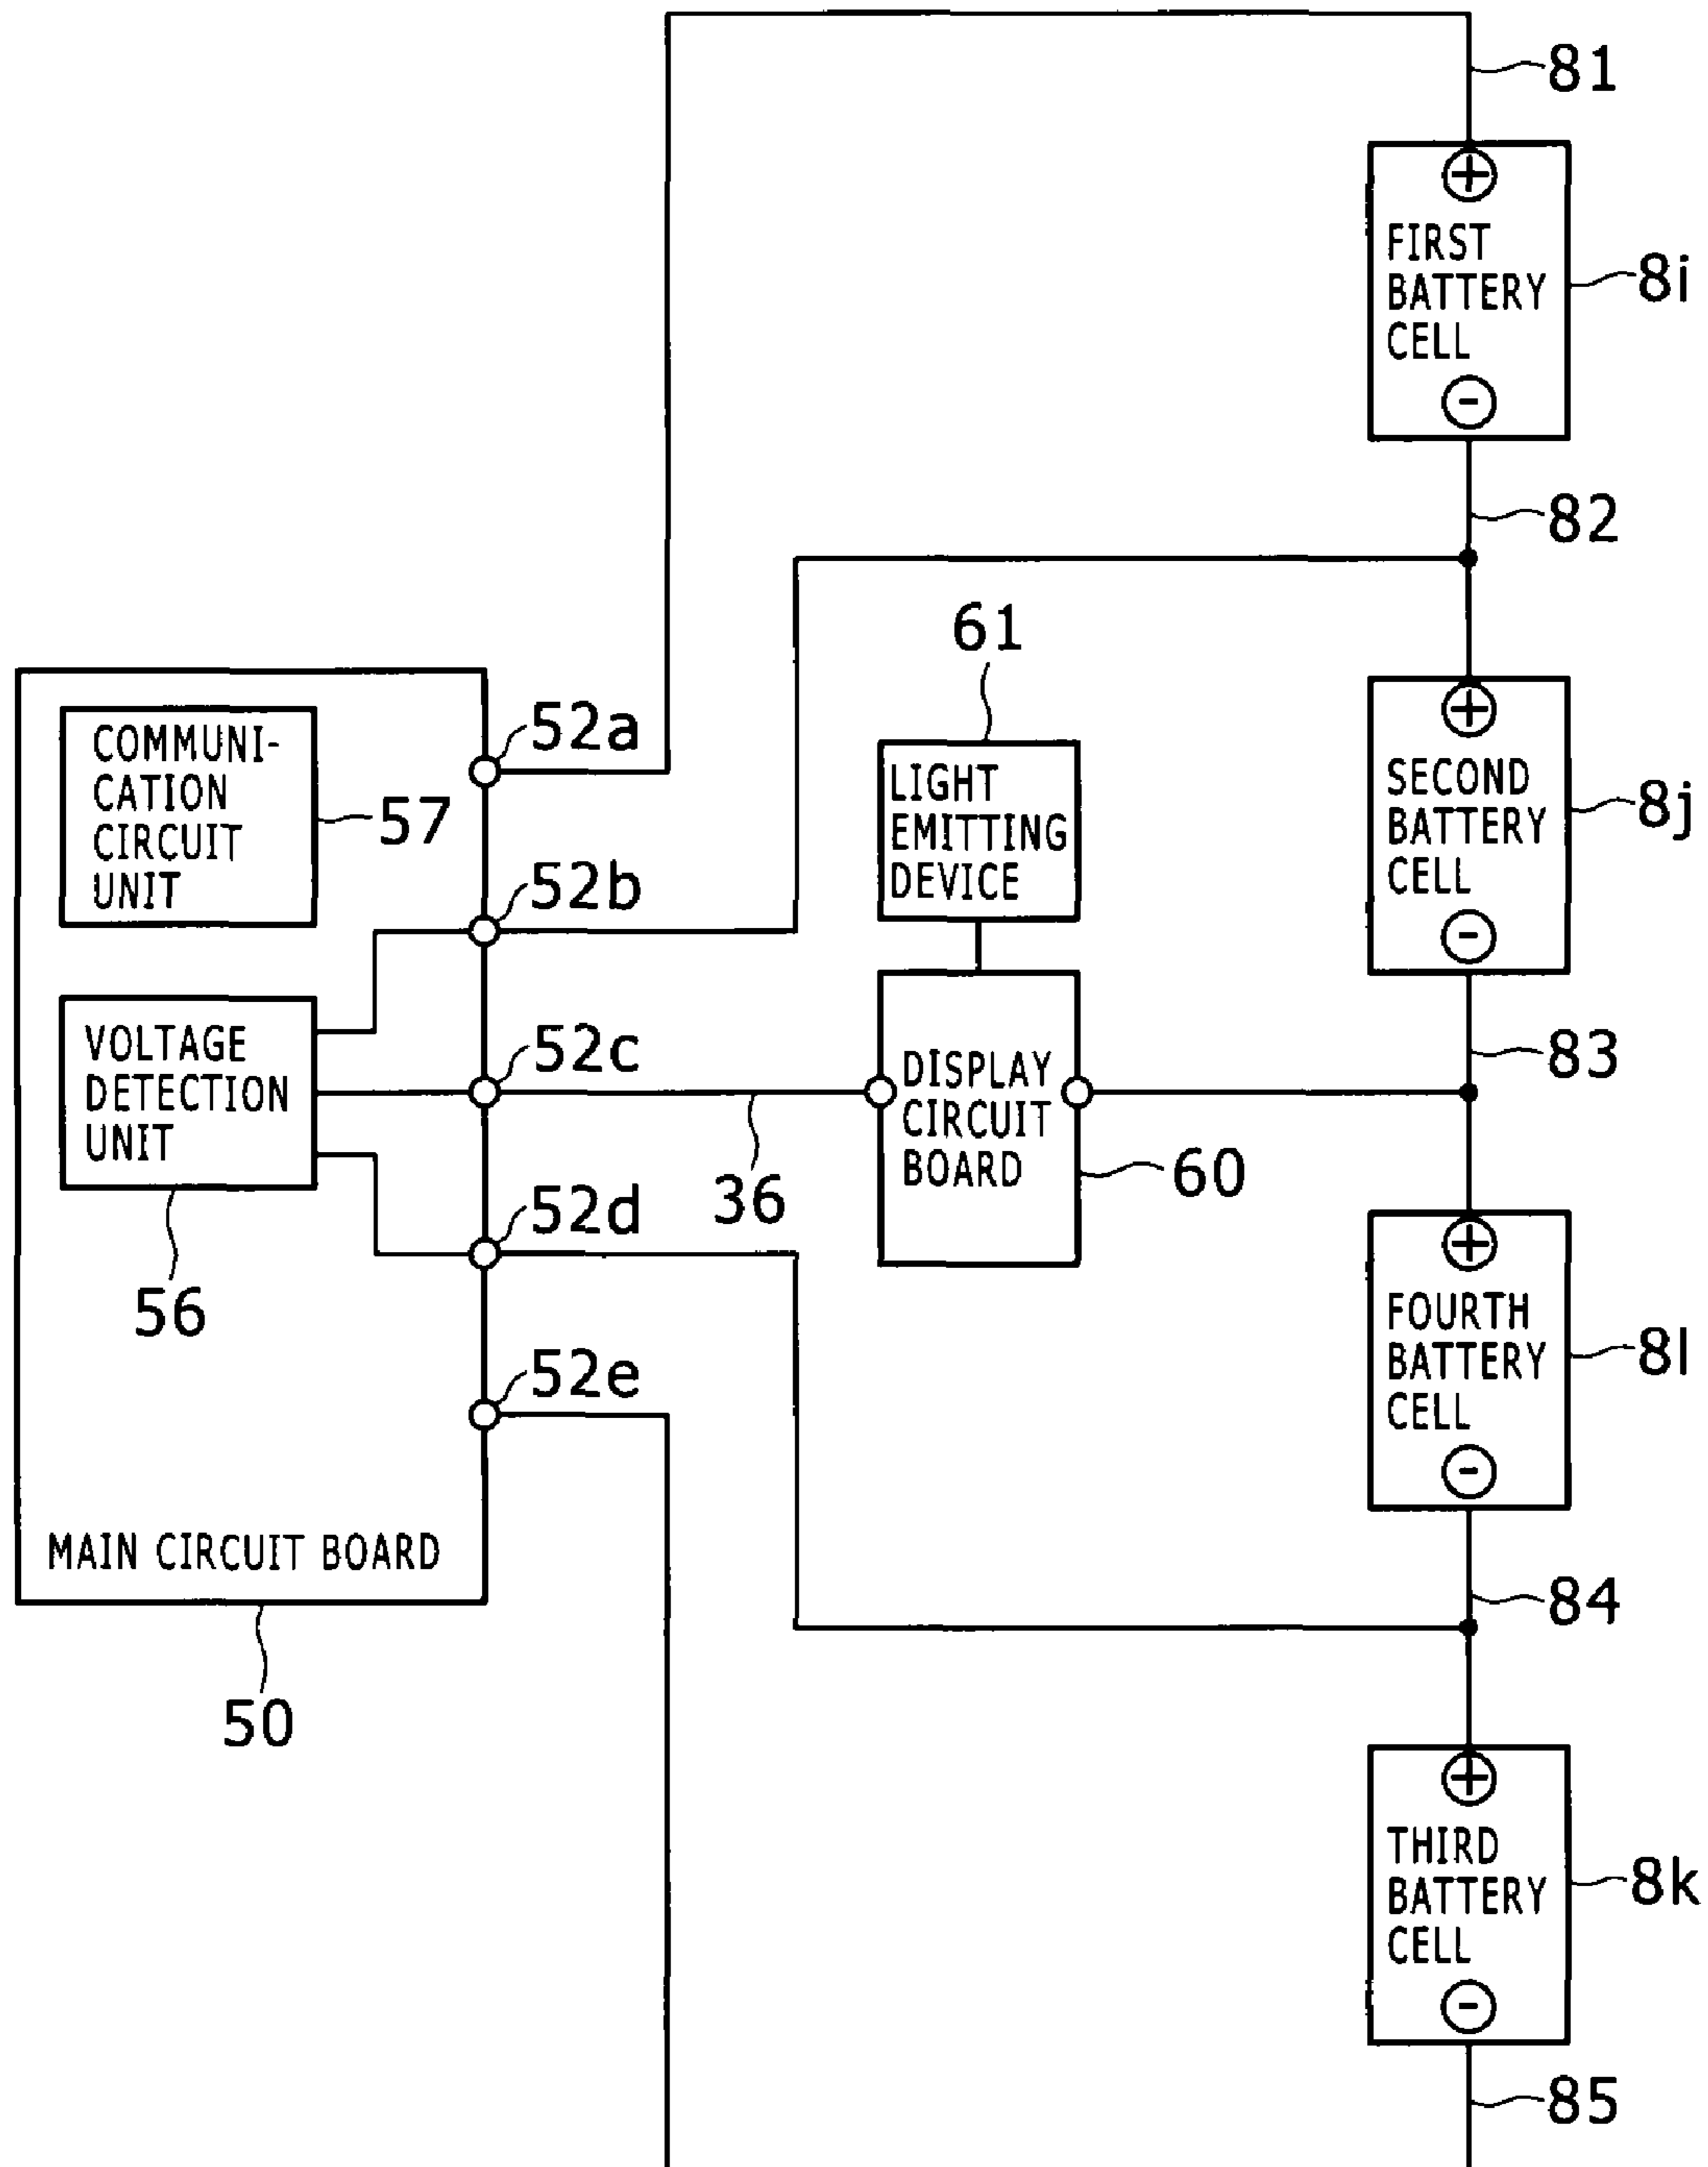 81
+
FIRST
BATTERY
CELL
-
8i
82
61
52a
COMMUNI-
CATION
CIRCUIT
UNIT
57
LIGHT
EMITTING
DEVICE
+
SECOND
BATTERY
CELL
-
8j
52b
VOLTAGE
DETECTION
UNIT
52c
DISPLAY
CIRCUIT
BOARD
83
36
60
52d
56
+
FOURTH
BATTERY
CELL
-
8l
52e
MAIN CIRCUIT BOARD
84
50
+
THIRD
BATTERY
CELL
-
8k
85